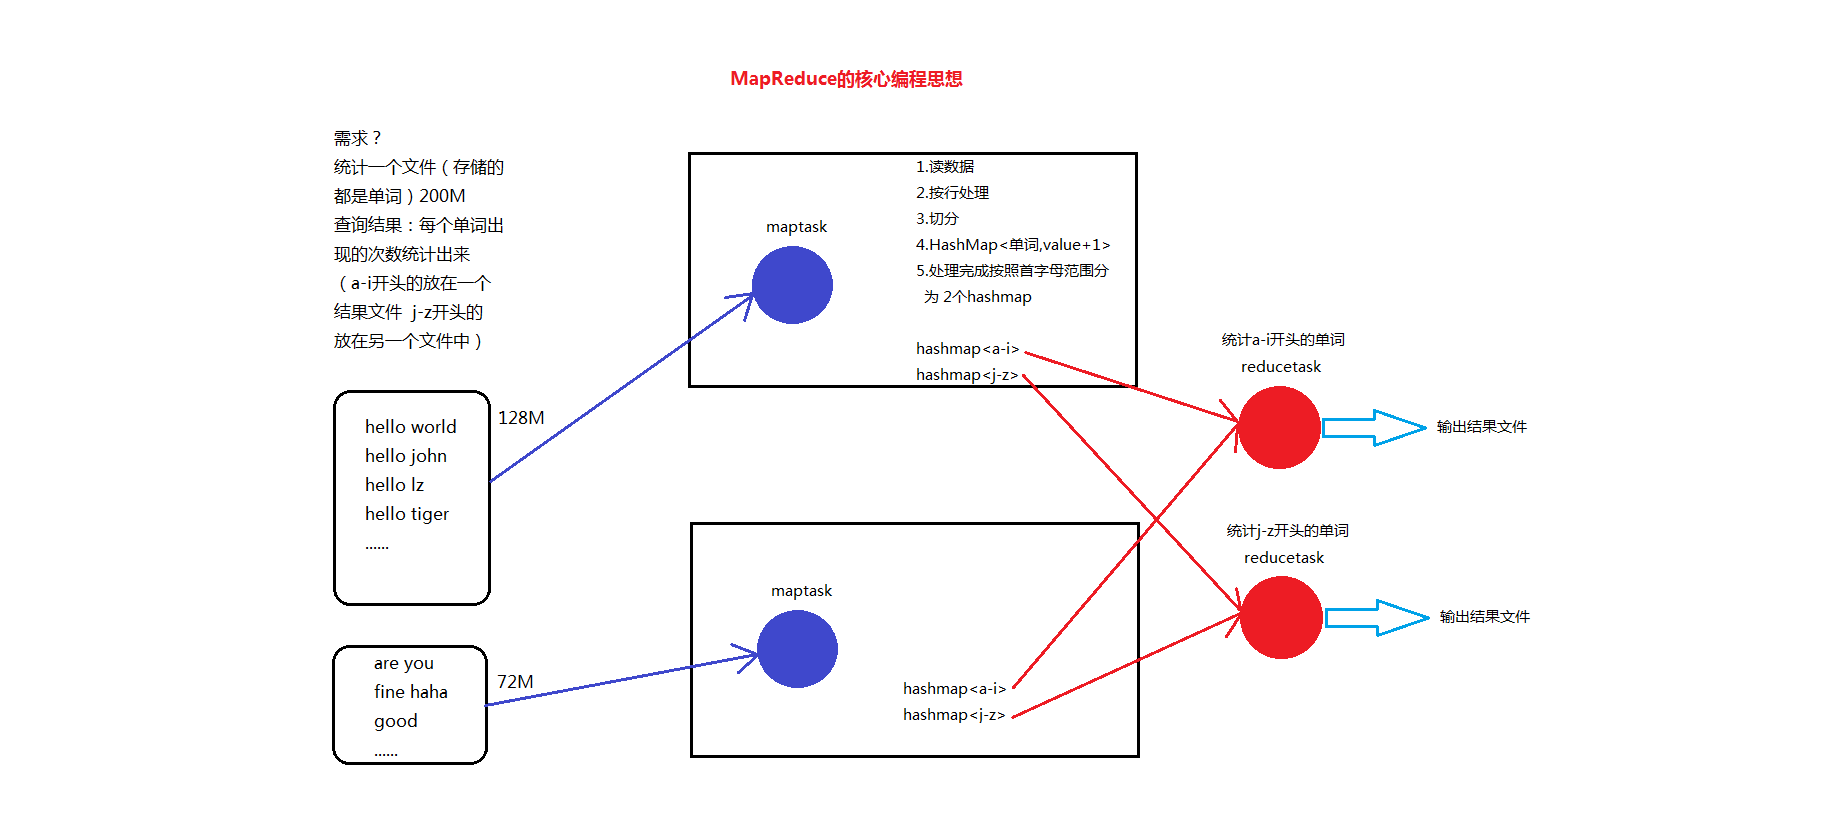 MapReduce的核心编程思想
需求？
统计一个文件（存储的
都是单词）200M
查询结果：每个单词出
现的次数统计出来
（a-i开头的放在一个
结果文件  j-z开头的
放在另一个文件中）
hello world
hello john
hello lz
hello tiger
......
128M
are you
fine haha
good
......
72M
maptask
1.读数据
2.按行处理
3.切分
4.HashMap<单词,value+1>
5.处理完成按照首字母范围分
为 2个hashmap
hashmap<a-i>
hashmap<j-z>
maptask
hashmap<a-i>
hashmap<j-z>
统计a-i开头的单词
reducetask
输出结果文件
统计j-z开头的单词
reducetask
输出结果文件